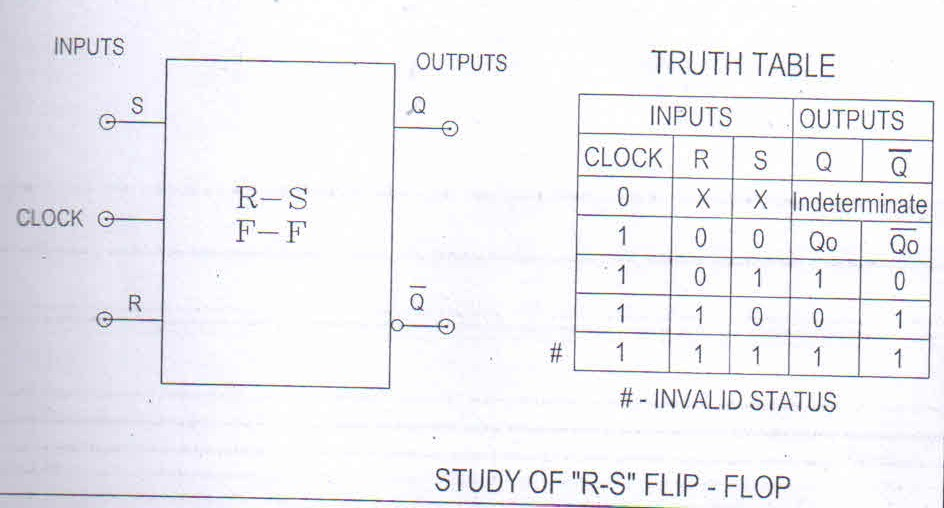 INPUTS
OUTPUTS
S
Q
CLOCK
R-S
F-F
R
Q̅
TRUTH TABLE
INPUTS OUTPUTS
CLOCK R S Q Q̅
0 X X Indeterminate
1 0 0 Qo Q̅o̅
1 0 1 1 0
1 1 0 0 1
# 1 1 1 1 1
# - INVALID STATUS
STUDY OF "R-S" FLIP - FLOP